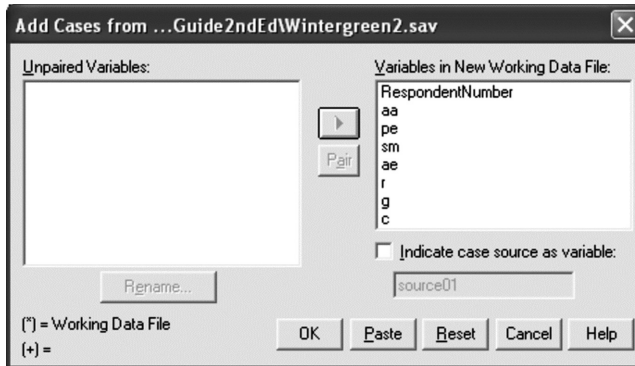 Add Cases from ...Guide2ndEd\Wintergreen2.sav
Unpaired Variables:
Variables in New Working Data File:
RespondentNumber
aa
pe
sm
ae
r
g
c
Pair
Indicate case source as variable:
source01
Rename...
(*) = Working Data File
(+) =
OK
Paste
Reset
Cancel
Help